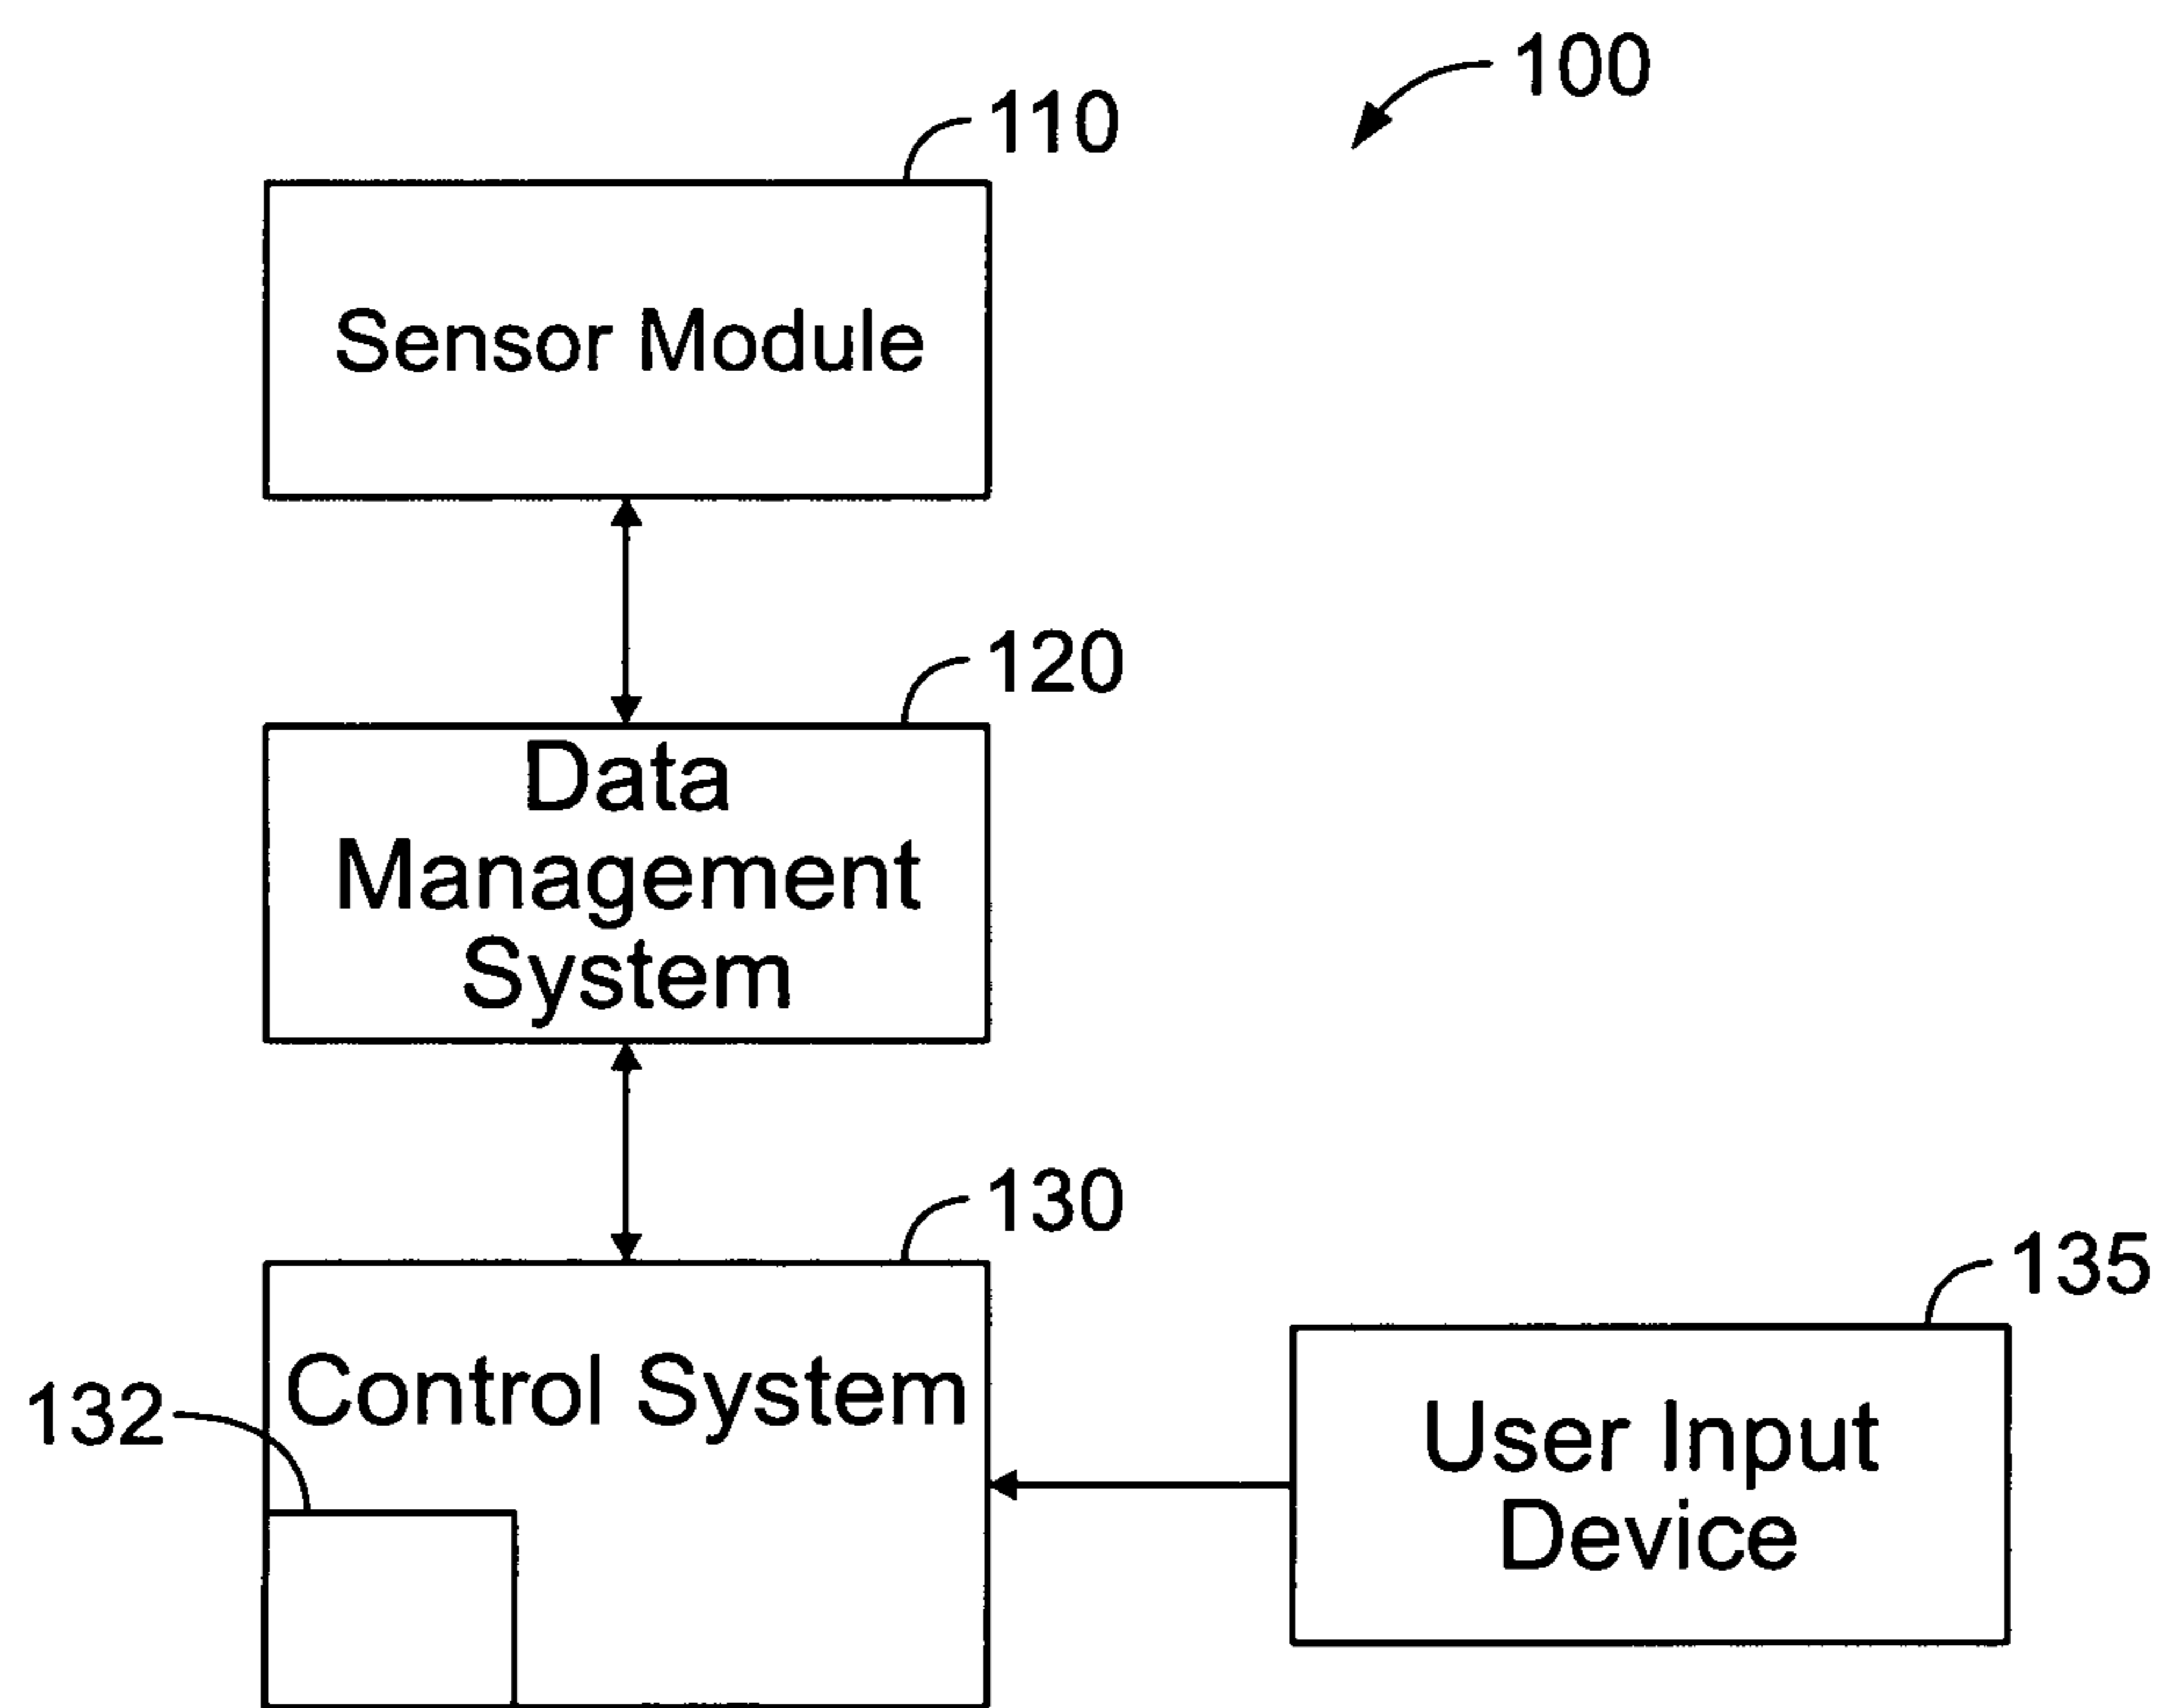 100
110
Sensor Module
120
Data
Management
System
130
135
Control System
132
User Input
Device